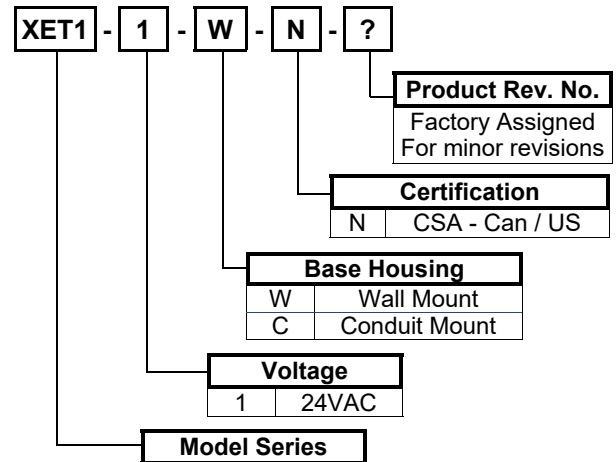 XET1 - 1 - W - N - ?
Product Rev. No.
Factory Assigned
For minor revisions
Certification
N CSA - Can / US
Base Housing
W Wall Mount
C Conduit Mount
Voltage
1 24VAC
Model Series